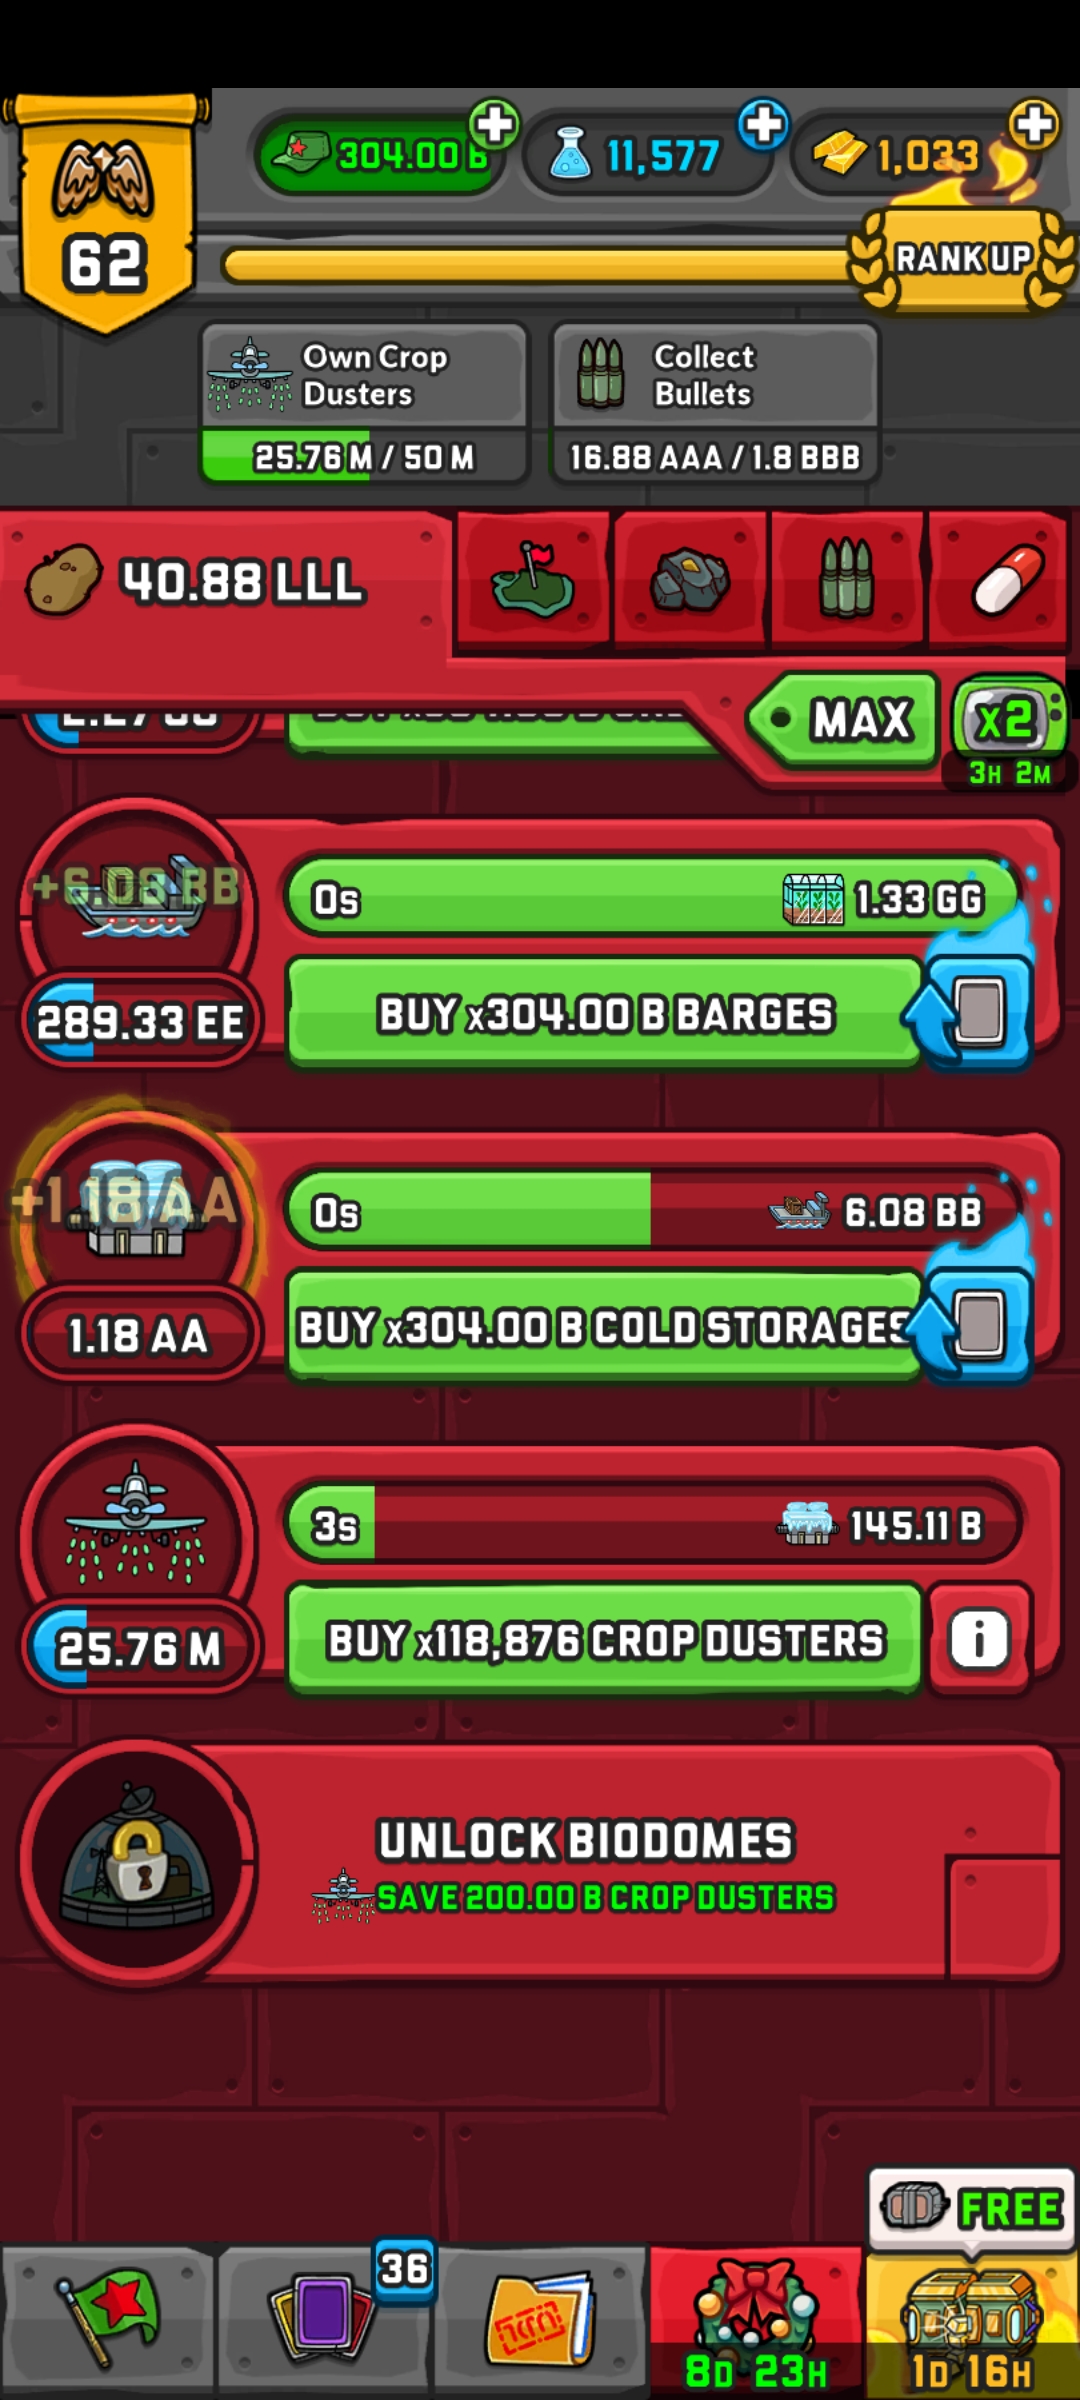 304.00 B
11,577
1,033
62
RANK UP
Own Crop
Dusters
25.76 M / 50 M
Collect
Bullets
16.88 AAA / 1.8 BBB
40.88 LLL
MAX
x2
3H 2M
+6.08 BB
0s
1.33 GG
289.33 EE
BUY x304.00 B BARGES
+1.18 AA
0s
6.08 BB
1.18 AA
BUY x304.00 B COLD STORAGES
3s
145.11 B
25.76 M
BUY x118,876 CROP DUSTERS
i
UNLOCK BIODOMES
SAVE 200.00 B CROP DUSTERS
FREE
36
8D 23H
1D 16H